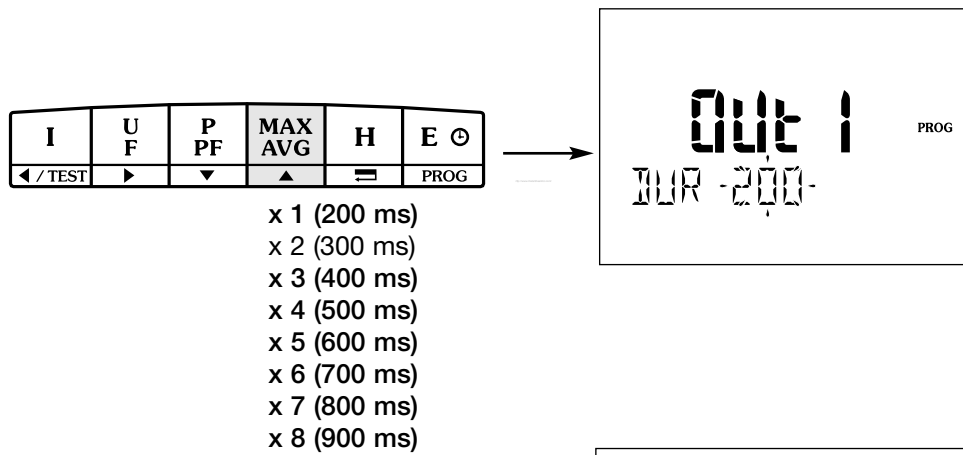 I U P MAX H E
F PF AVG
/ TEST PROG
x 1 (200 ms)
x 2 (300 ms)
x 3 (400 ms)
x 4 (500 ms)
x 5 (600 ms)
x 6 (700 ms)
x 7 (800 ms)
x 8 (900 ms)
OUt 1
PROG
DUR -200-